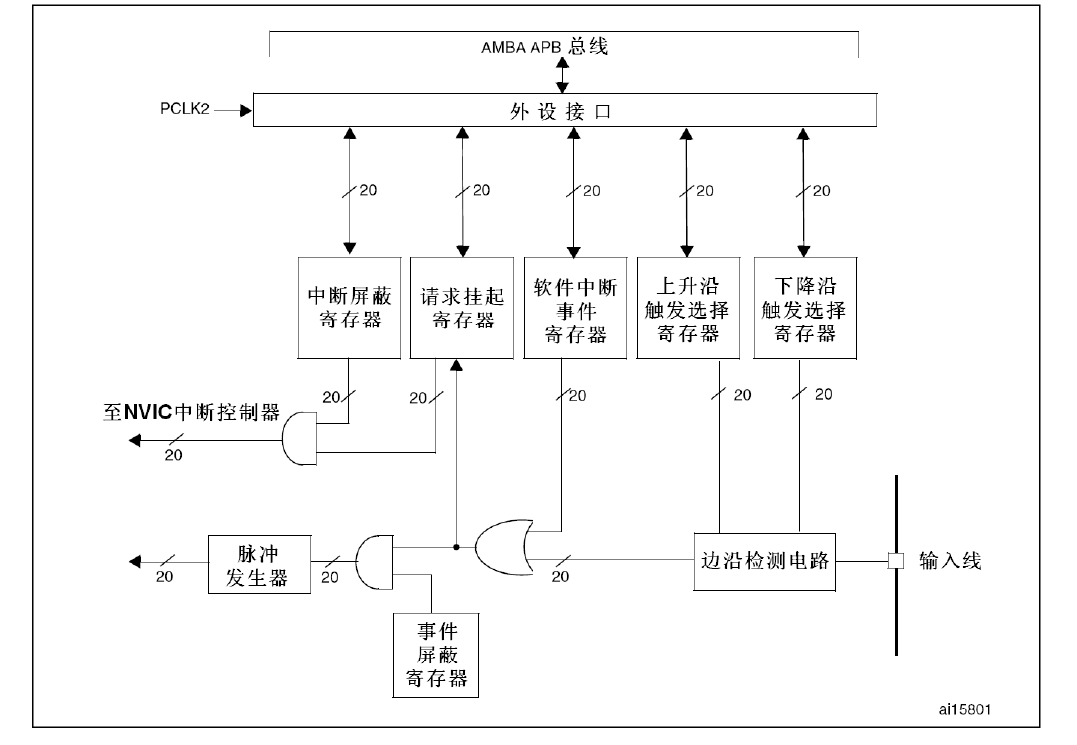 AMBA APB 总线
PCLK2
外 设 接 口
20
20
20
20
20
中断屏蔽
寄存器
请求挂起
寄存器
软件中断
事件
寄存器
上升沿
触发选择
寄存器
下降沿
触发选择
寄存器
20
20
20
20
20
至NVIC中断控制器
20
脉冲
发生器
20
20
20
边沿检测电路
输入线
事件
屏蔽
寄存器
ai15801